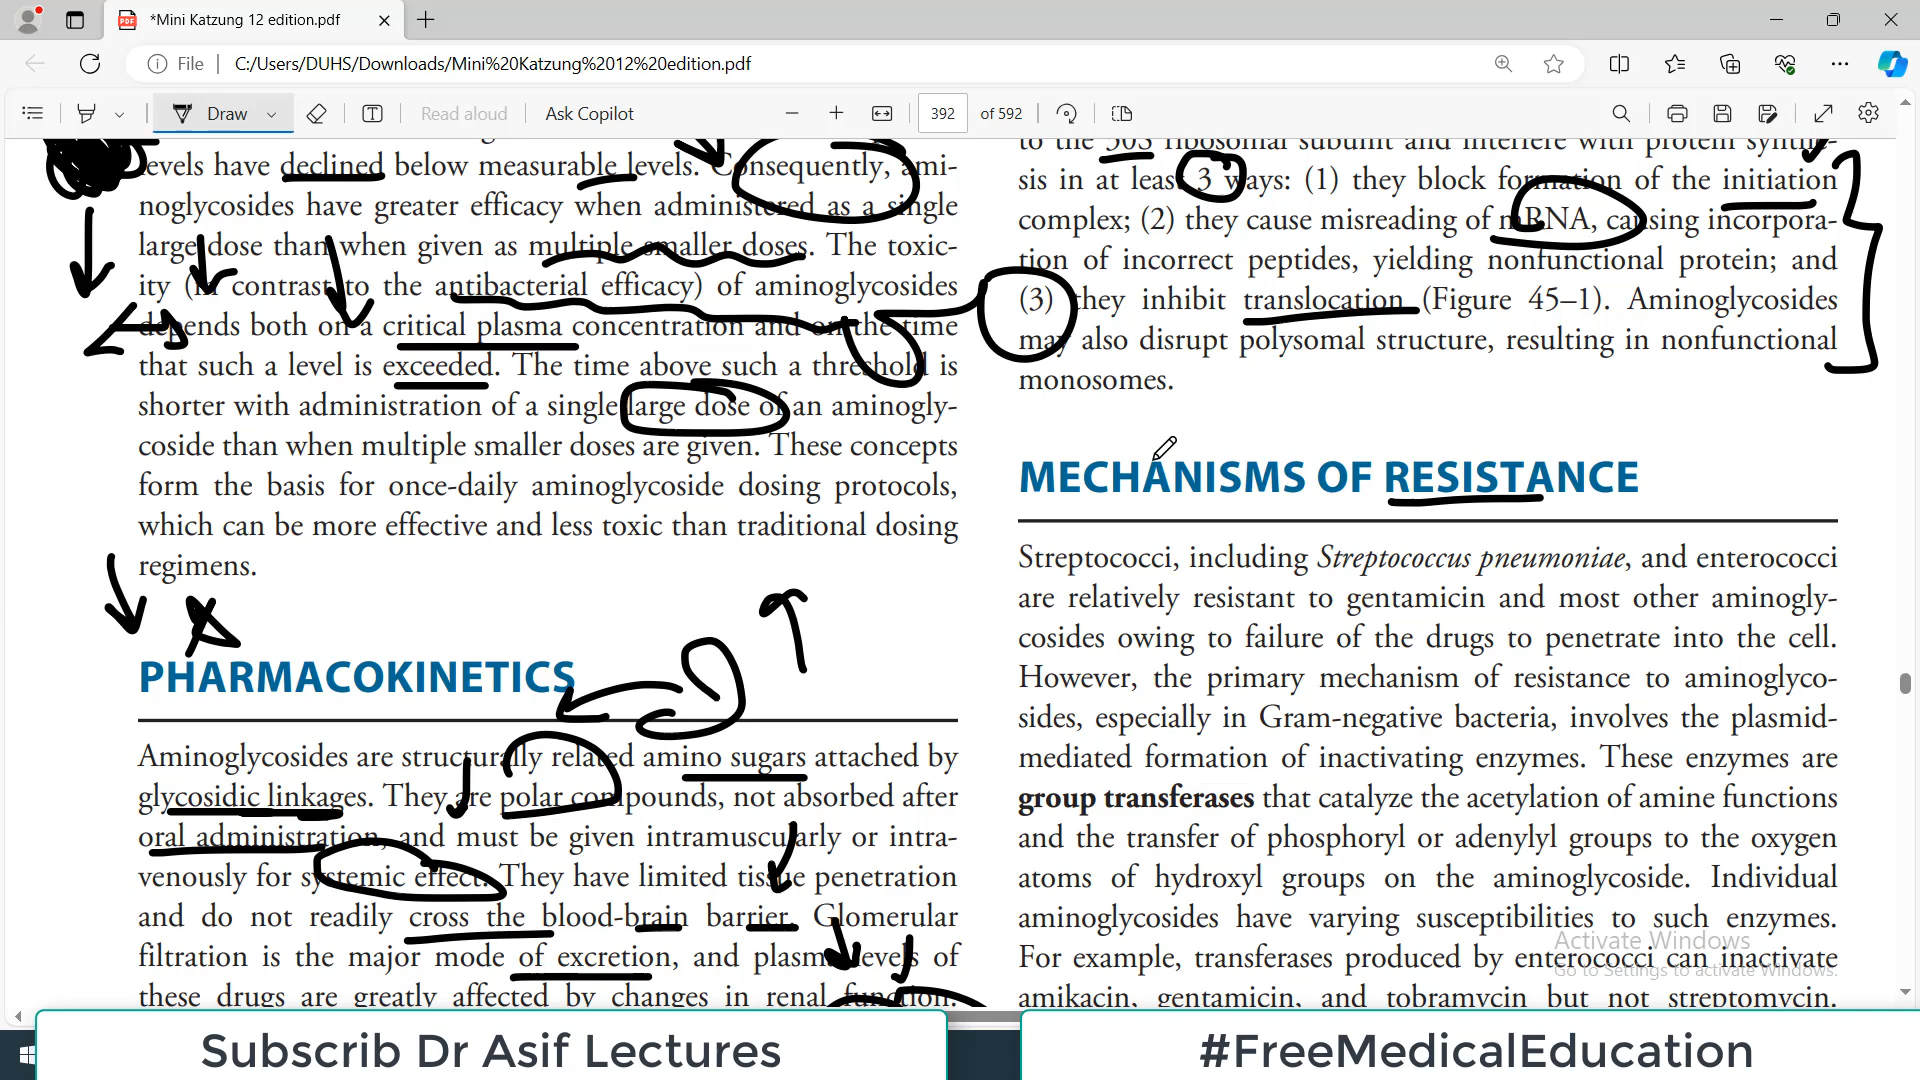 *Mini Katzung 12 edition.pdf
File
C:/Users/DUHS/Downloads/Mini%20Katzung%2012%20edition.pdf
Draw
Read aloud
Ask Copilot
392 of 592
levels have declined below measurable levels. Consequently, ami-
noglycosides have greater efficacy when administered as a single
large dose than when given as multiple smaller doses. The toxic-
ity (in contrast to the antibacterial efficacy) of aminoglycosides
depends both on a critical plasma concentration and on the time
that such a level is exceeded. The time above such a threshold is
shorter with administration of a single large dose of an aminogly-
coside than when multiple smaller doses are given. These concepts
form the basis for once-daily aminoglycoside dosing protocols,
which can be more effective and less toxic than traditional dosing
regimens.
PHARMACOKINETICS
Aminoglycosides are structurally related amino sugars attached by
glycosidic linkages. They are polar compounds, not absorbed after
oral administration, and must be given intramuscularly or intra-
venously for systemic effect. They have limited tissue penetration
and do not readily cross the blood-brain barrier. Glomerular
filtration is the major mode of excretion, and plasma levels of
these drugs are greatly affected by changes in renal function.
to the 30S ribosomal subunit and interfere with protein synthe-
sis in at least 3 ways: (1) they block formation of the initiation
complex; (2) they cause misreading of mRNA, causing incorpora-
tion of incorrect peptides, yielding nonfunctional protein; and
(3) they inhibit translocation (Figure 45–1). Aminoglycosides
may also disrupt polysomal structure, resulting in nonfunctional
monosomes.
MECHANISMS OF RESISTANCE
Streptococci, including Streptococcus pneumoniae, and enterococci
are relatively resistant to gentamicin and most other aminogly-
cosides owing to failure of the drugs to penetrate into the cell.
However, the primary mechanism of resistance to aminoglyco-
sides, especially in Gram-negative bacteria, involves the plasmid-
mediated formation of inactivating enzymes. These enzymes are
group transferases that catalyze the acetylation of amine functions
and the transfer of phosphoryl or adenylyl groups to the oxygen
atoms of hydroxyl groups on the aminoglycoside. Individual
aminoglycosides have varying susceptibilities to such enzymes.
For example, transferases produced by enterococci can inactivate
amikacin, gentamicin, and tobramycin but not streptomycin.
Activate Windows
Go to Settings to activate Windows.
Subscrib Dr Asif Lectures
#FreeMedicalEducation